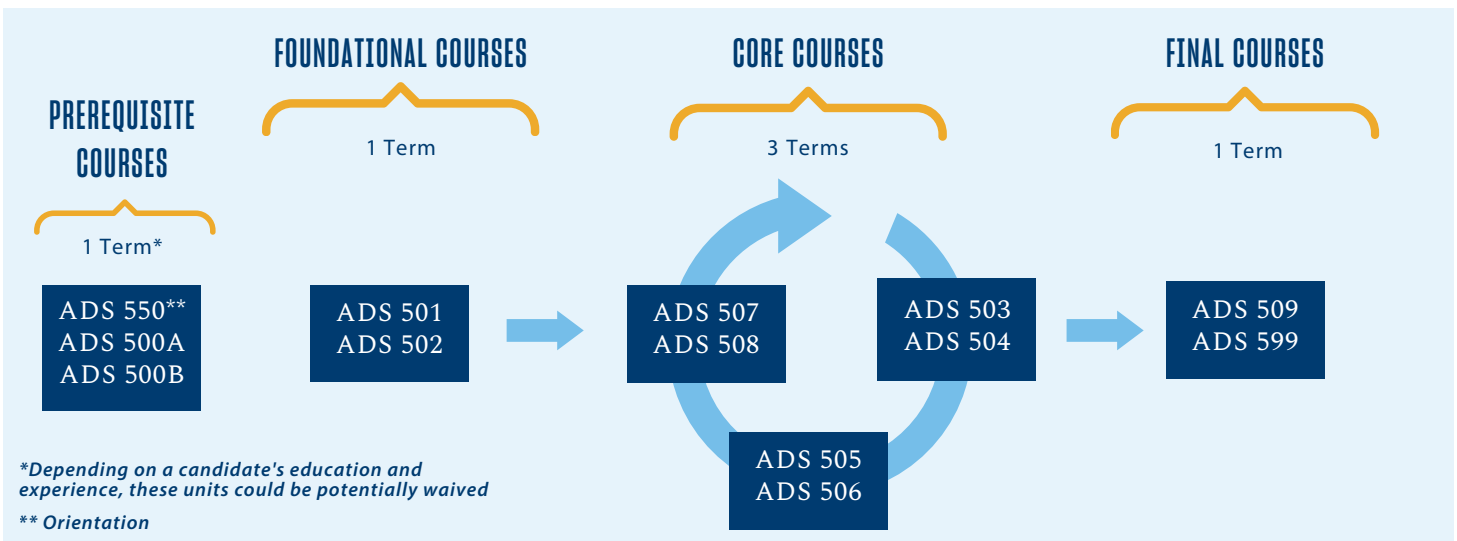 PREREQUISITE
COURSES
1 Term*
ADS 550**
ADS 500A
ADS 500B
FOUNDATIONAL COURSES
1 Term
ADS 501
ADS 502
CORE COURSES
3 Terms
ADS 507
ADS 508
ADS 503
ADS 504
ADS 505
ADS 506
FINAL COURSES
1 Term
ADS 509
ADS 599
*Depending on a candidate's education and
experience, these units could be potentially waived
** Orientation